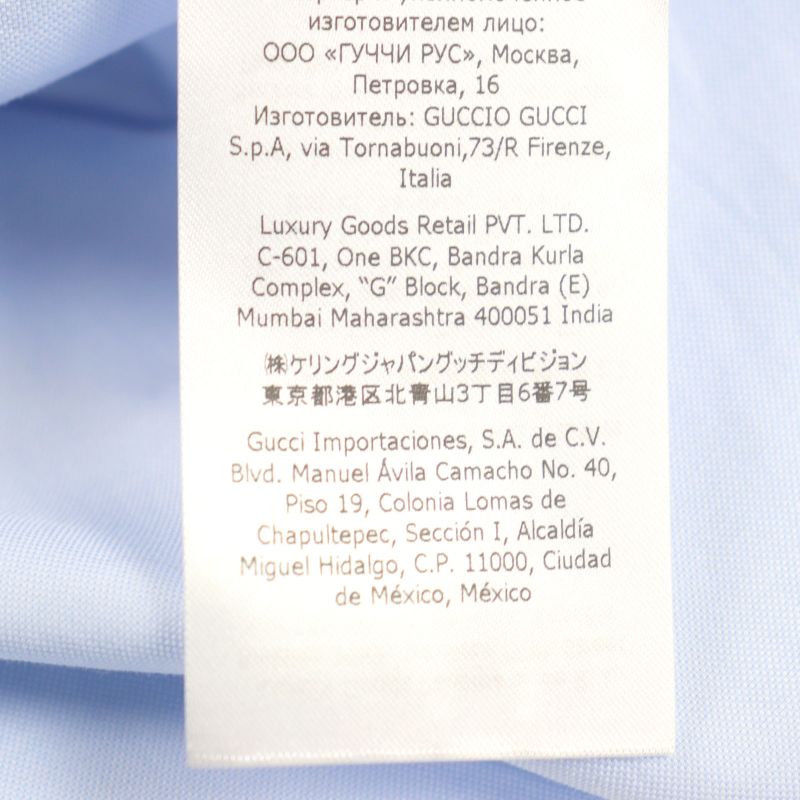 изготовителем лицо:
ООО «ГУЧЧИ РУС», Москва,
Петровка, 16
Изготовитель: GUCCIO GUCCI
S.p.A, via Tornabuoni,73/R Firenze,
Italia
Luxury Goods Retail PVT. LTD.
C-601, One BKC, Bandra Kurla
Complex, “G” Block, Bandra (E)
Mumbai Maharashtra 400051 India
㈱ケリングジャパングッチディビジョン
東京都港区北青山3丁目6番7号
Gucci Importaciones, S.A. de C.V.
Blvd. Manuel Ávila Camacho No. 40,
Piso 19, Colonia Lomas de
Chapultepec, Sección I, Alcaldía
Miguel Hidalgo, C.P. 11000, Ciudad
de México, México